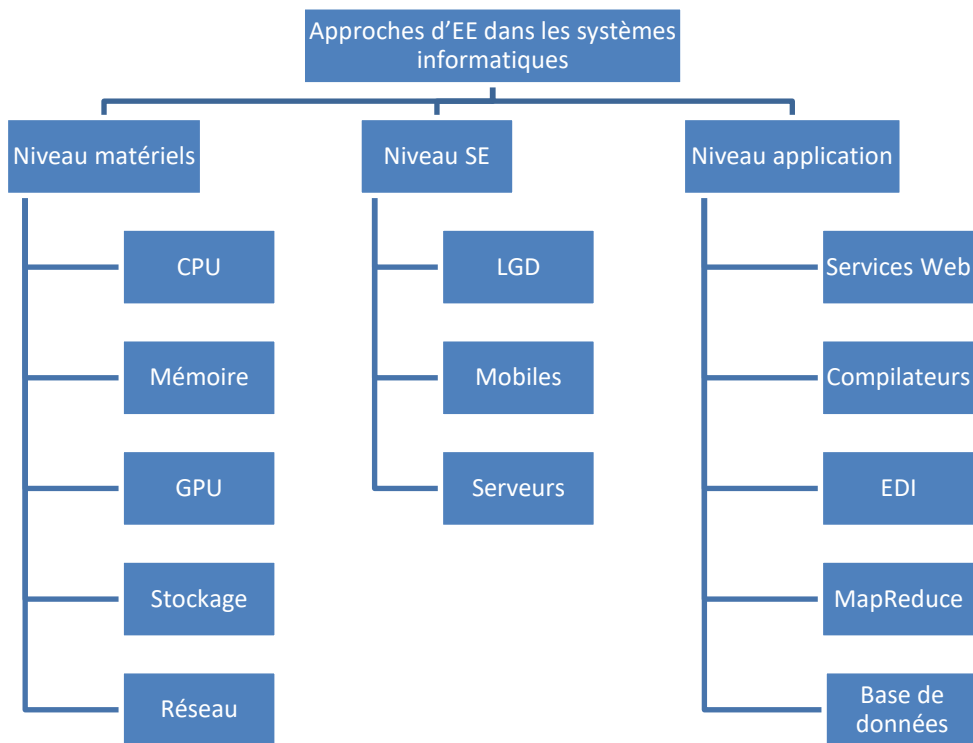 Approches d'EE dans les systèmes
informatiques
Niveau matériels
Niveau SE
Niveau application
CPU
LGD
Services Web
Mémoire
Mobiles
Compilateurs
GPU
Serveurs
EDI
Stockage
MapReduce
Réseau
Base de
données